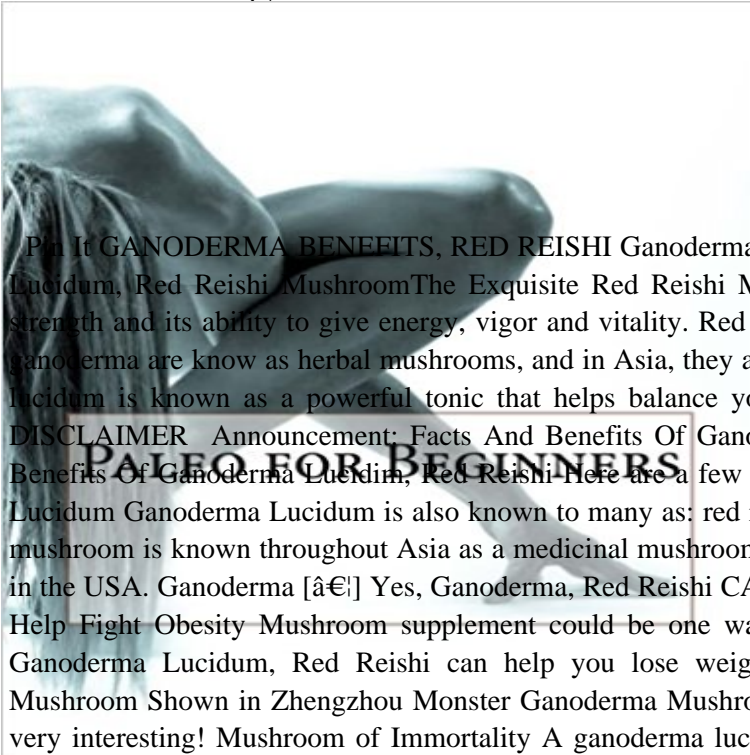 Pin It GANODERMA BENEFITS, RED REISHI Ganoderma
Lucidum, Red Reishi MushroomThe Exquisite Red Reishi M
strength and its ability to give energy, vigor and vitality. Red
ganoderma are know as herbal mushrooms, and in Asia, they a
lucidum is known as a powerful tonic that helps balance yo
DISCLAIMER Announcement: Facts And Benefits Of Gano
PALEO FOR BEGINNERS
Benefits Of Ganoderma Lucidim, Red Reishi Here are a few
Lucidum Ganoderma Lucidum is also known to many as: red
mushroom is known throughout Asia as a medicinal mushroom
in the USA. Ganoderma [â€¦] Yes, Ganoderma, Red Reishi CA
Help Fight Obesity Mushroom supplement could be one wa
Ganoderma Lucidum, Red Reishi can help you lose weig
Mushroom Shown in Zhengzhou Monster Ganoderma Mushro
very interesting! Mushroom of Immortality A ganoderma luc